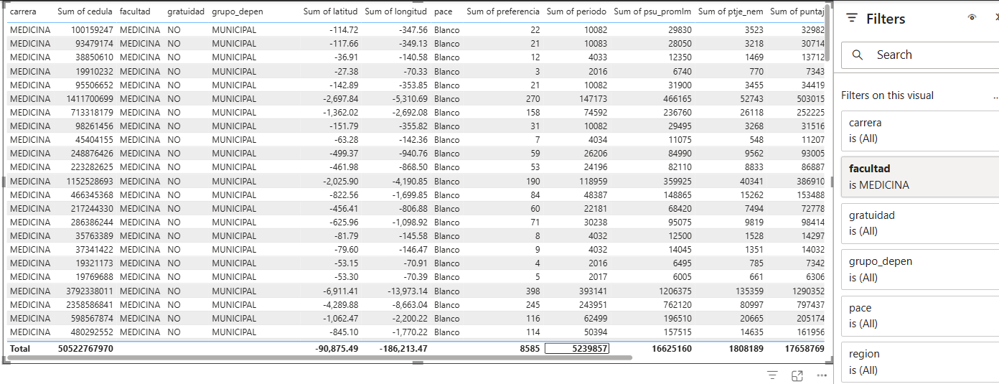 carrera Sum of cedula facultad gratuidad grupo_depen Sum of latitud Sum of longitud pace Sum of preferencia Sum of periodo Sum of psu_promlm Sum of ptje_nem Sum of puntaj
MEDICINA 100159247 MEDICINA NO MUNICIPAL -114.72 -347.56 Blanco 22 10082 29830 3523 32982
MEDICINA 93479174 MEDICINA NO MUNICIPAL -117.66 -349.13 Blanco 21 10083 28050 3218 30714
MEDICINA 38850610 MEDICINA NO MUNICIPAL -36.91 -140.58 Blanco 12 4033 12350 1469 13712
MEDICINA 19910232 MEDICINA NO MUNICIPAL -27.38 -70.33 Blanco 3 2016 6740 770 7343
MEDICINA 95506652 MEDICINA NO MUNICIPAL -142.89 -353.85 Blanco 21 10082 31900 3455 34419
MEDICINA 1411700699 MEDICINA NO MUNICIPAL -2,697.84 -5,310.69 Blanco 270 147173 466165 52743 503015
MEDICINA 713318179 MEDICINA NO MUNICIPAL -1,362.02 -2,692.08 Blanco 158 74592 236760 26118 252225
MEDICINA 98261456 MEDICINA NO MUNICIPAL -151.79 -355.82 Blanco 31 10082 29495 3268 31516
MEDICINA 45404155 MEDICINA NO MUNICIPAL -63.28 -142.36 Blanco 7 4034 11075 548 11207
MEDICINA 248876426 MEDICINA NO MUNICIPAL -499.37 -940.76 Blanco 59 26206 84990 9562 93005
MEDICINA 223282625 MEDICINA NO MUNICIPAL -461.98 -868.50 Blanco 53 24196 82110 8833 86887
MEDICINA 1152528693 MEDICINA NO MUNICIPAL -2,025.90 -4,190.85 Blanco 190 118959 359925 40341 386910
MEDICINA 466345368 MEDICINA NO MUNICIPAL -822.56 -1,699.85 Blanco 84 48387 148865 15262 153488
MEDICINA 217244330 MEDICINA NO MUNICIPAL -456.41 -806.88 Blanco 60 22181 68420 7494 72778
MEDICINA 286386244 MEDICINA NO MUNICIPAL -625.96 -1,098.92 Blanco 71 30238 95075 9819 98414
MEDICINA 35763389 MEDICINA NO MUNICIPAL -81.79 -145.58 Blanco 8 4032 12500 1528 14297
MEDICINA 37341422 MEDICINA NO MUNICIPAL -79.60 -146.47 Blanco 9 4032 14045 1351 14032
MEDICINA 19321173 MEDICINA NO MUNICIPAL -53.15 -70.91 Blanco 4 2016 6495 785 7342
MEDICINA 19769688 MEDICINA NO MUNICIPAL -53.30 -70.39 Blanco 5 2017 6005 661 6306
MEDICINA 3792338011 MEDICINA NO MUNICIPAL -6,911.41 -13,973.14 Blanco 398 393141 1206375 135359 1290352
MEDICINA 2358586841 MEDICINA NO MUNICIPAL -4,289.88 -8,663.04 Blanco 245 243951 762120 80997 797437
MEDICINA 598567874 MEDICINA NO MUNICIPAL -1,062.47 -2,200.22 Blanco 116 62499 196510 20665 205174
MEDICINA 480292552 MEDICINA NO MUNICIPAL -845.10 -1,770.22 Blanco 114 50394 157515 14635 161956
Total 50522767970 -90,875.49 -186,213.47 8585 5239857 16625160 1808189 17658769
Filters
Search
Filters on this visual
carrera
is (All)
facultad
is MEDICINA
gratuidad
is (All)
grupo_depen
is (All)
pace
is (All)
region
is (All)